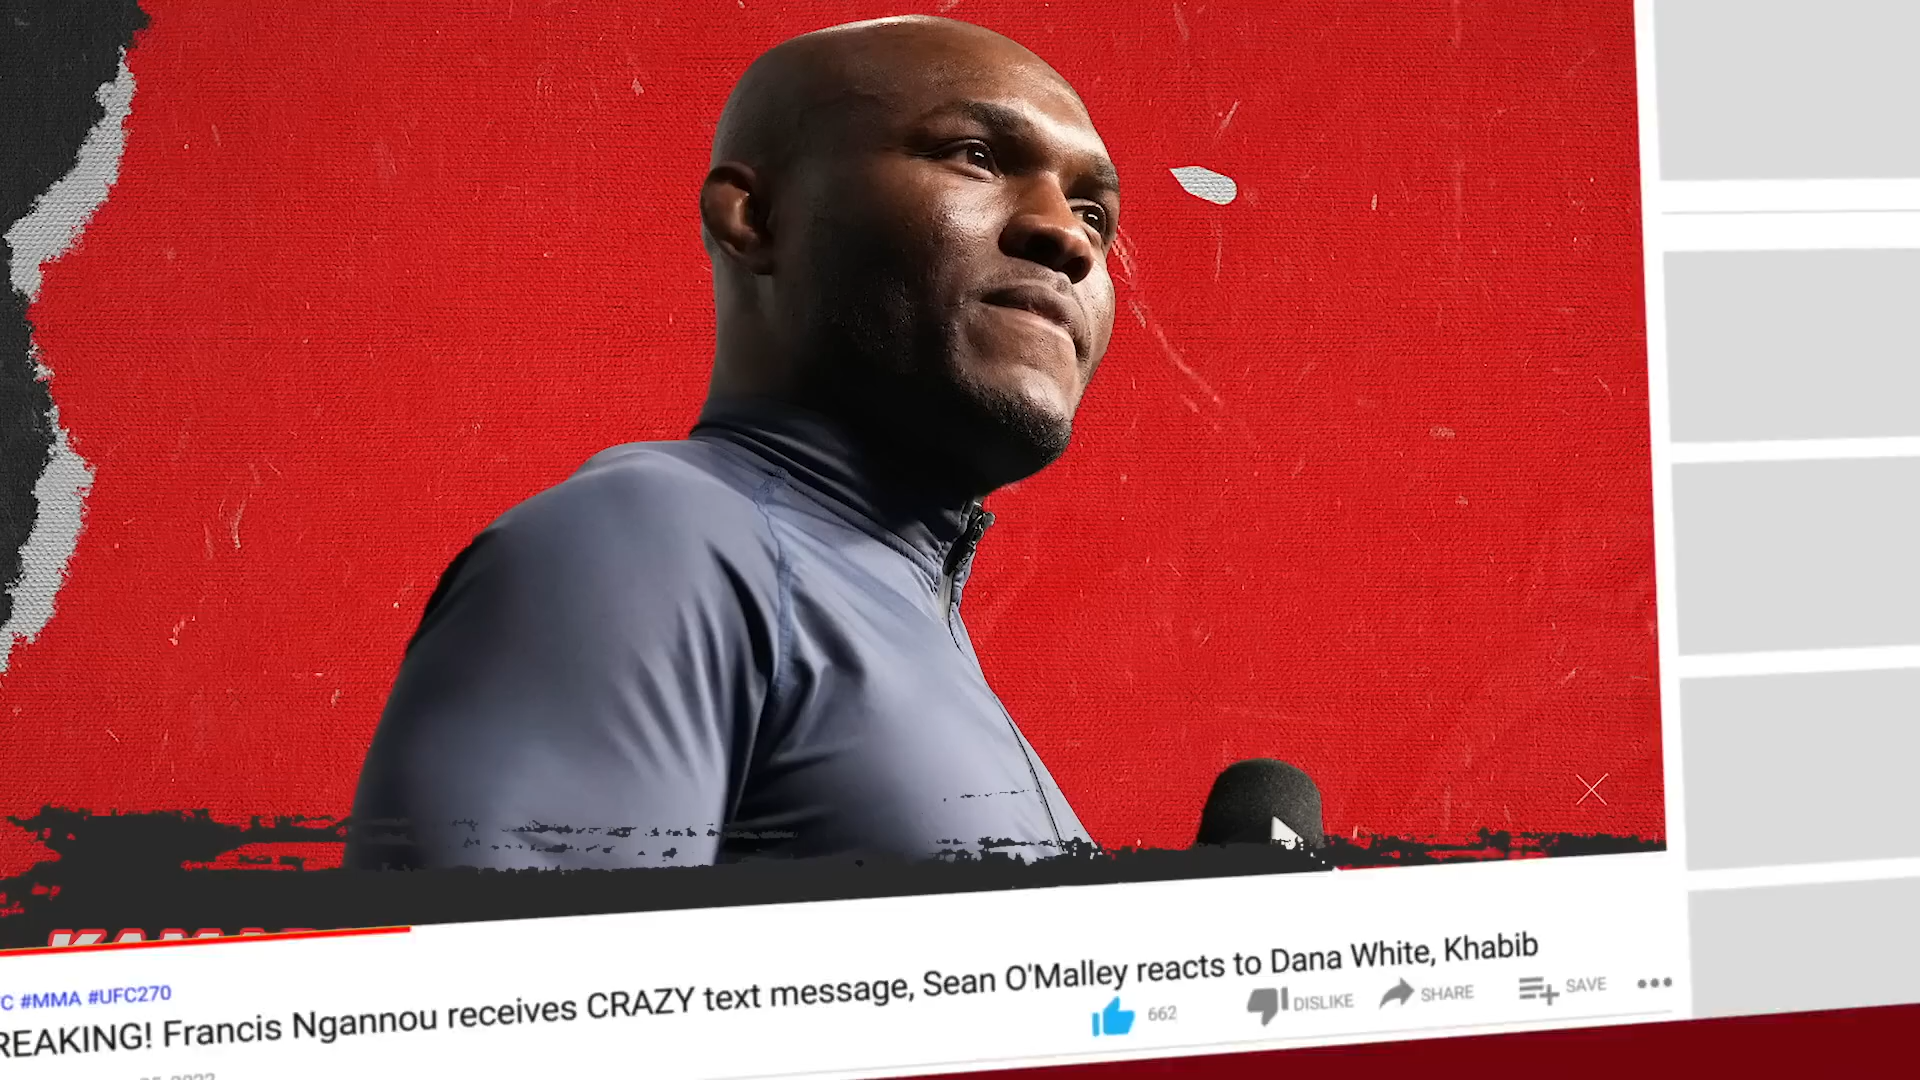 KAMAR
C #MMA #UFC270
REAKING! Francis Ngannou receives CRAZY text message, Sean O'Malley reacts to Dana White, Khabib
662 DISLIKE SHARE SAVE